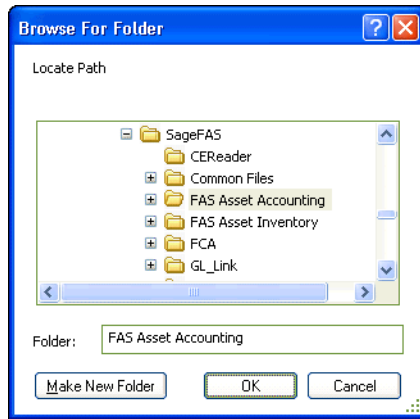 Browse For Folder
Locate Path
SageFAS
CEReader
Common Files
FAS Asset Accounting
FAS Asset Inventory
FCA
GL_Link
Folder: FAS Asset Accounting
Make New Folder OK Cancel